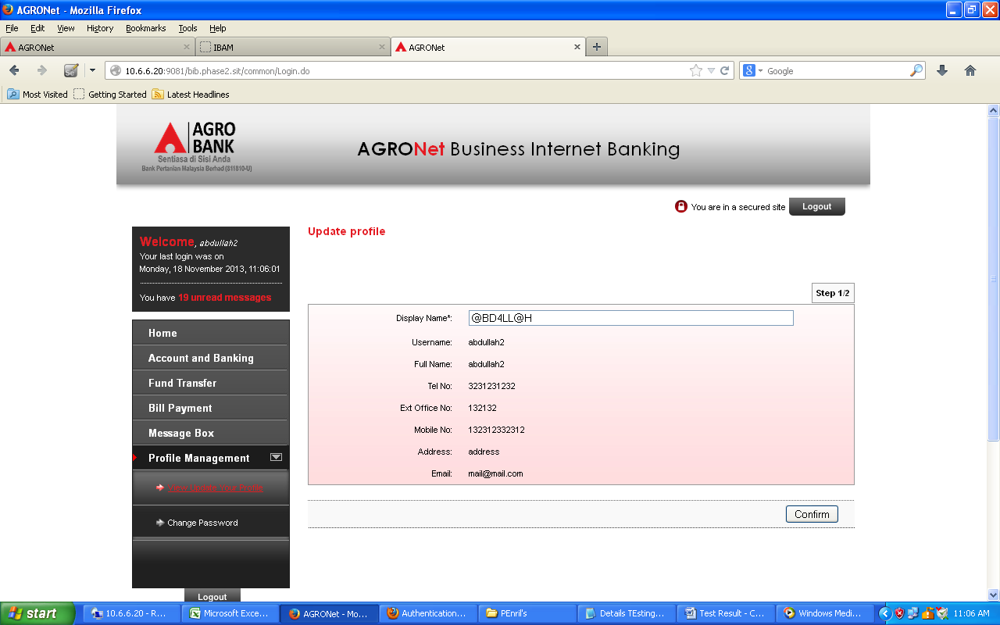 AGRONet - Mozilla Firefox
File Edit View History Bookmarks Tools Help
AGRONet
IBAM
AGRONet
10.6.6.20:9081/bib.phase2.sit/common/Login.do
Google
Most Visited Getting Started Latest Headlines
AGRO
BANK
Sentiasa di Sisi Anda
Bank Pertanian Malaysia Berhad (811810-U)
AGRONet Business Internet Banking
You are in a secured site Logout
Welcome, abdullah2
Your last login was on
Monday, 18 November 2013, 11:06:01
You have 19 unread messages
Home
Account and Banking
Fund Transfer
Bill Payment
Message Box
Profile Management
Change Password
Logout
Update profile
Step 1/2
Display Name*: @BD4LL@H
Username: abdullah2
Full Name: abdullah2
Tel No: 3231231232
Ext Office No: 132132
Mobile No: 132312332312
Address: address
Email: mail@mail.com
Confirm
start 10.6.6.20 - R... Microsoft Exce... AGRONet - Mo... Authentication... PEnril's Details TEsting... Test Result - C... Windows Medi... 11:06 AM